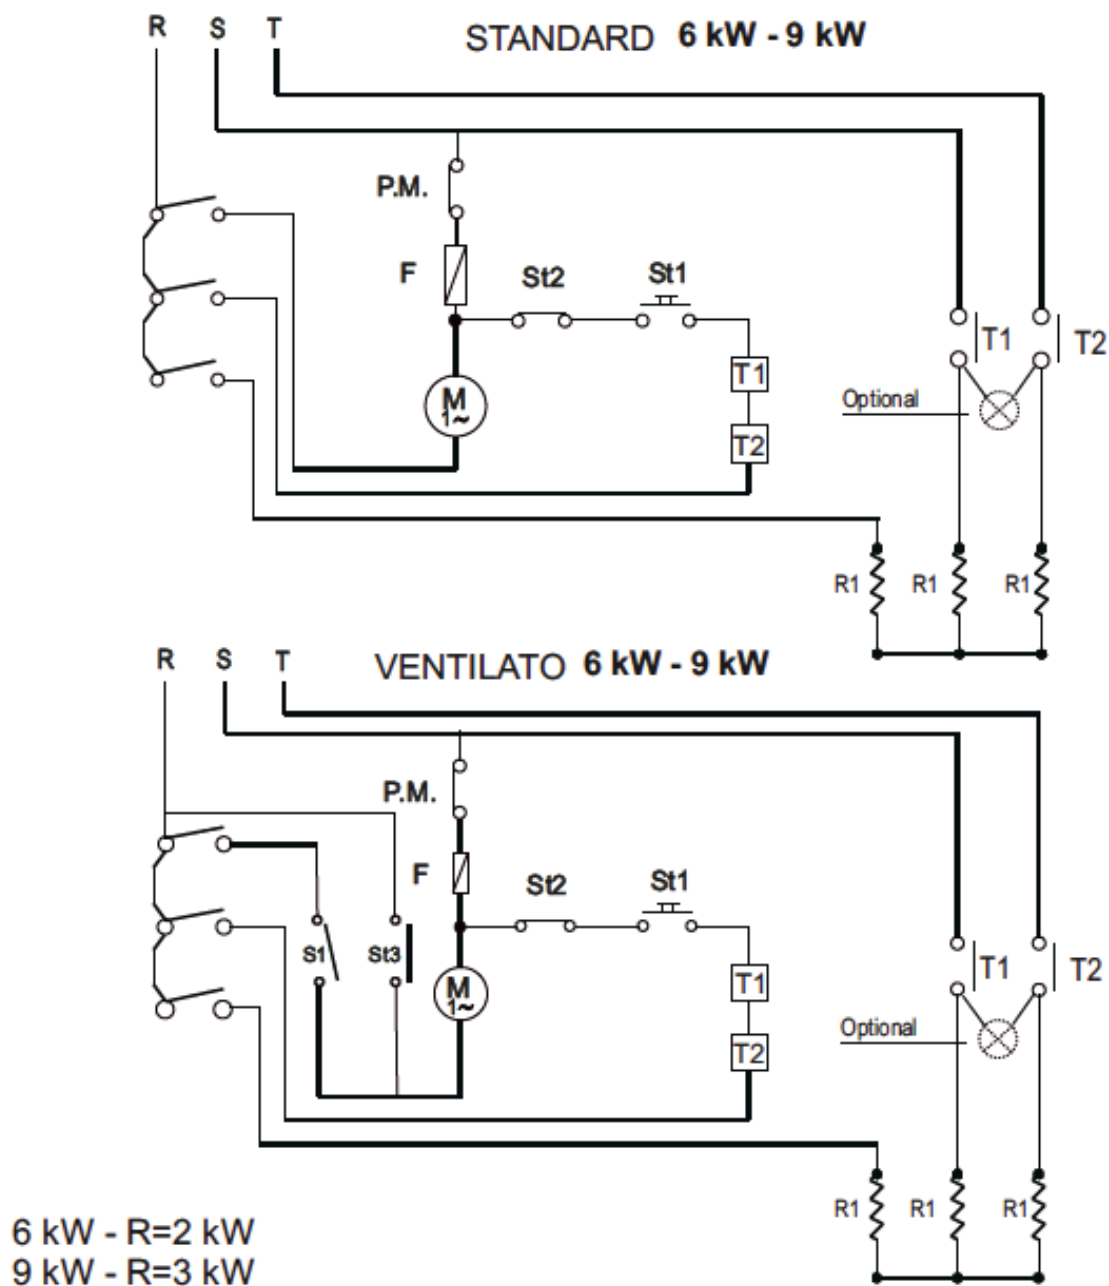 R S T STANDARD 6 kW - 9 kW
P.M.
F St2 St1
T1 T1 T2
M
1~
Optional
T2
R1 R1 R1
R S T VENTILATO 6 kW - 9 kW
P.M.
F St2 St1
S1 St3 M
1~
T1 T1 T2
Optional
T2
R1 R1 R1
6 kW - R=2 kW
9 kW - R=3 kW